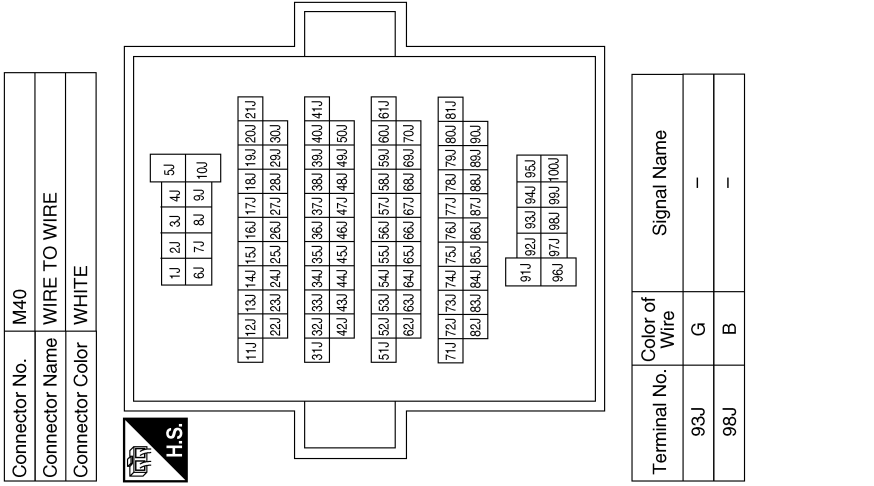 Connector No. M40
Connector Name WIRE TO WIRE
Connector Color WHITE
H.S.
1J 2J 3J 4J 5J
6J 7J 8J 9J 10J
11J 12J 13J 14J 15J 16J 17J 18J 19J 20J 21J
22J 23J 24J 25J 26J 27J 28J 29J 30J
31J 32J 33J 34J 35J 36J 37J 38J 39J 40J 41J
42J 43J 44J 45J 46J 47J 48J 49J 50J
51J 52J 53J 54J 55J 56J 57J 58J 59J 60J 61J
62J 63J 64J 65J 66J 67J 68J 69J 70J
71J 72J 73J 74J 75J 76J 77J 78J 79J 80J 81J
82J 83J 84J 85J 86J 87J 88J 89J 90J
91J 92J 93J 94J 95J
96J 97J 98J 99J 100J
Terminal No. Color of Wire Signal Name
93J G –
98J B –